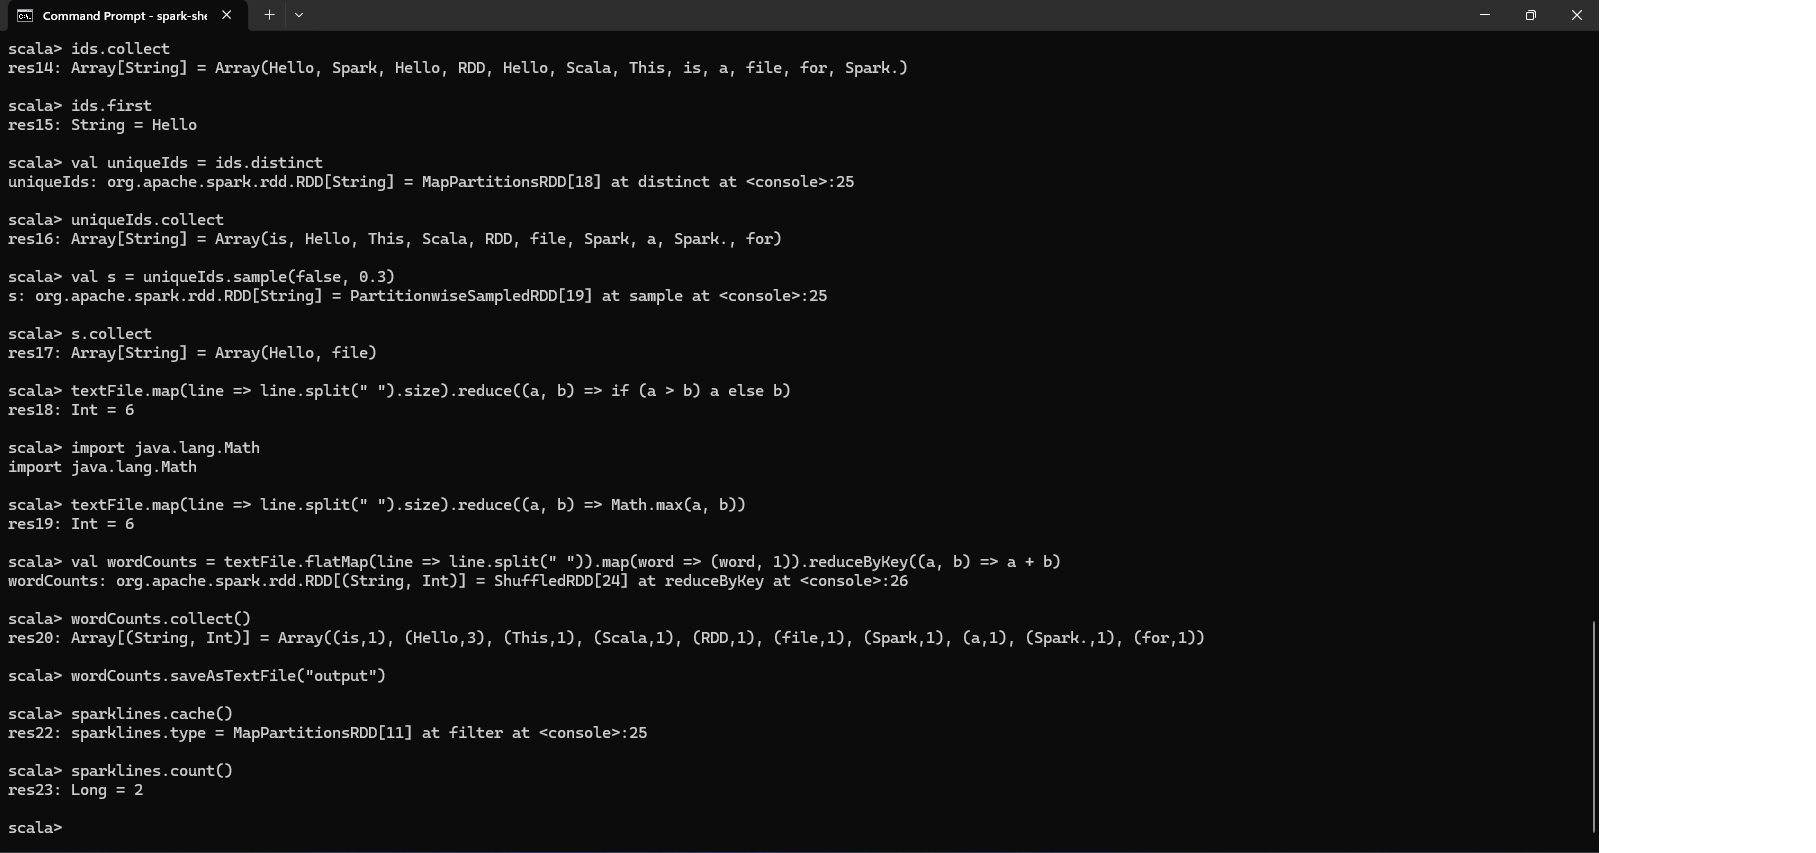 Command Prompt - spark-she
scala> ids.collect
res14: Array[String] = Array(Hello, Spark, Hello, RDD, Hello, Scala, This, is, a, file, for, Spark.)
scala> ids.first
res15: String = Hello
scala> val uniqueIds = ids.distinct
uniqueIds: org.apache.spark.rdd.RDD[String] = MapPartitionsRDD[18] at distinct at <console>:25
scala> uniqueIds.collect
res16: Array[String] = Array(is, Hello, This, Scala, RDD, file, Spark, a, Spark., for)
scala> val s = uniqueIds.sample(false, 0.3)
s: org.apache.spark.rdd.RDD[String] = PartitionwiseSampledRDD[19] at sample at <console>:25
scala> s.collect
res17: Array[String] = Array(Hello, file)
scala> textFile.map(line => line.split(" ").size).reduce((a, b) => if (a > b) a else b)
res18: Int = 6
scala> import java.lang.Math
import java.lang.Math
scala> textFile.map(line => line.split(" ").size).reduce((a, b) => Math.max(a, b))
res19: Int = 6
scala> val wordCounts = textFile.flatMap(line => line.split(" ")).map(word => (word, 1)).reduceByKey((a, b) => a + b)
wordCounts: org.apache.spark.rdd.RDD[(String, Int)] = ShuffledRDD[24] at reduceByKey at <console>:26
scala> wordCounts.collect()
res20: Array[(String, Int)] = Array((is,1), (Hello,3), (This,1), (Scala,1), (RDD,1), (file,1), (Spark,1), (a,1), (Spark.,1), (for,1))
scala> wordCounts.saveAsTextFile("output")
scala> sparklines.cache()
res22: sparklines.type = MapPartitionsRDD[11] at filter at <console>:25
scala> sparklines.count()
res23: Long = 2
scala>